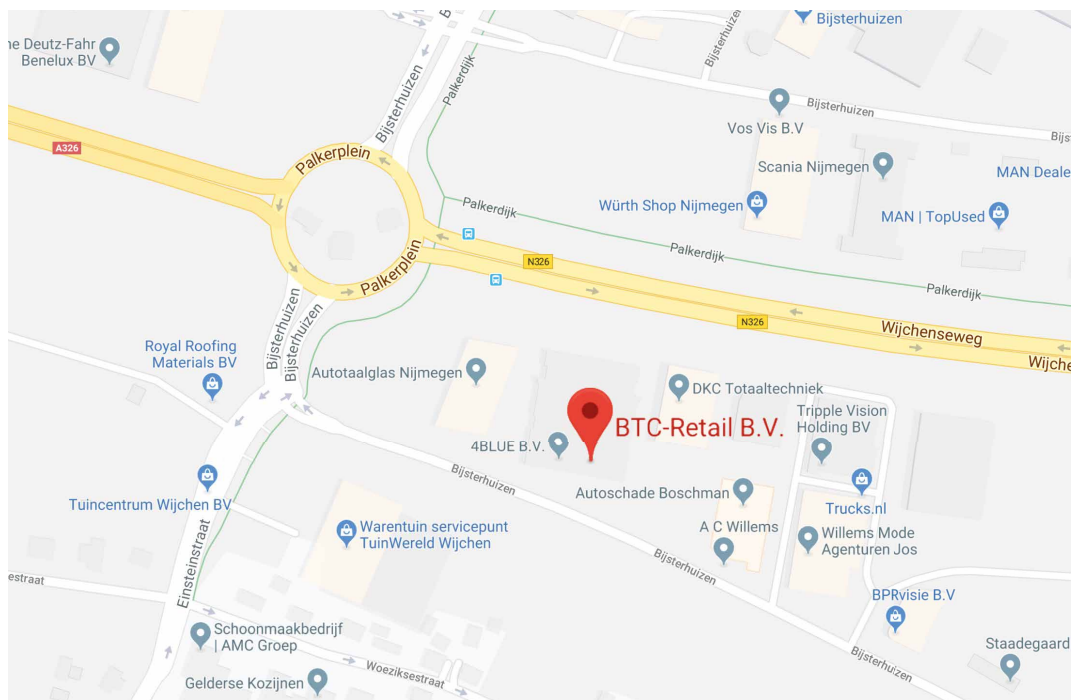 Bijsterhuizen
ne Deutz-Fahr
Benelux BV
Bijsterhuizen
Palkerdijk
Bijsterhuizen
Vos Vis B.V
A326
Palkerplein
Bijsterhuizen
Scania Nijmegen
MAN Deale
Würth Shop Nijmegen
Palkerdijk
MAN | TopUsed
Palkerdijk
Palkerplein
N326
Palkerdijk
N326
Wijchenseweg
Wijchen
Bijsterhuizen
Bijsterhuizen
Royal Roofing
Materials BV
Autotaalglas Nijmegen
DKC Totaaltechniek
Tripple Vision
Holding BV
BTC-Retail B.V.
4BLUE B.V.
Bijsterhuizen
Autoschade Boschman
Tuincentrum Wijchen BV
Trucks.nl
Warentuin servicepunt
TuinWereld Wijchen
A C Willems
Willems Mode
Agenturen Jos
Bijsterhuizen
Einsteinstraat
esestraat
BPRvisie B.V
Schoonmaakbedrijf
| AMC Groep
Woeziksestraat
Staadegaard
Bijsterhuizen
Gelderse Kozijnen